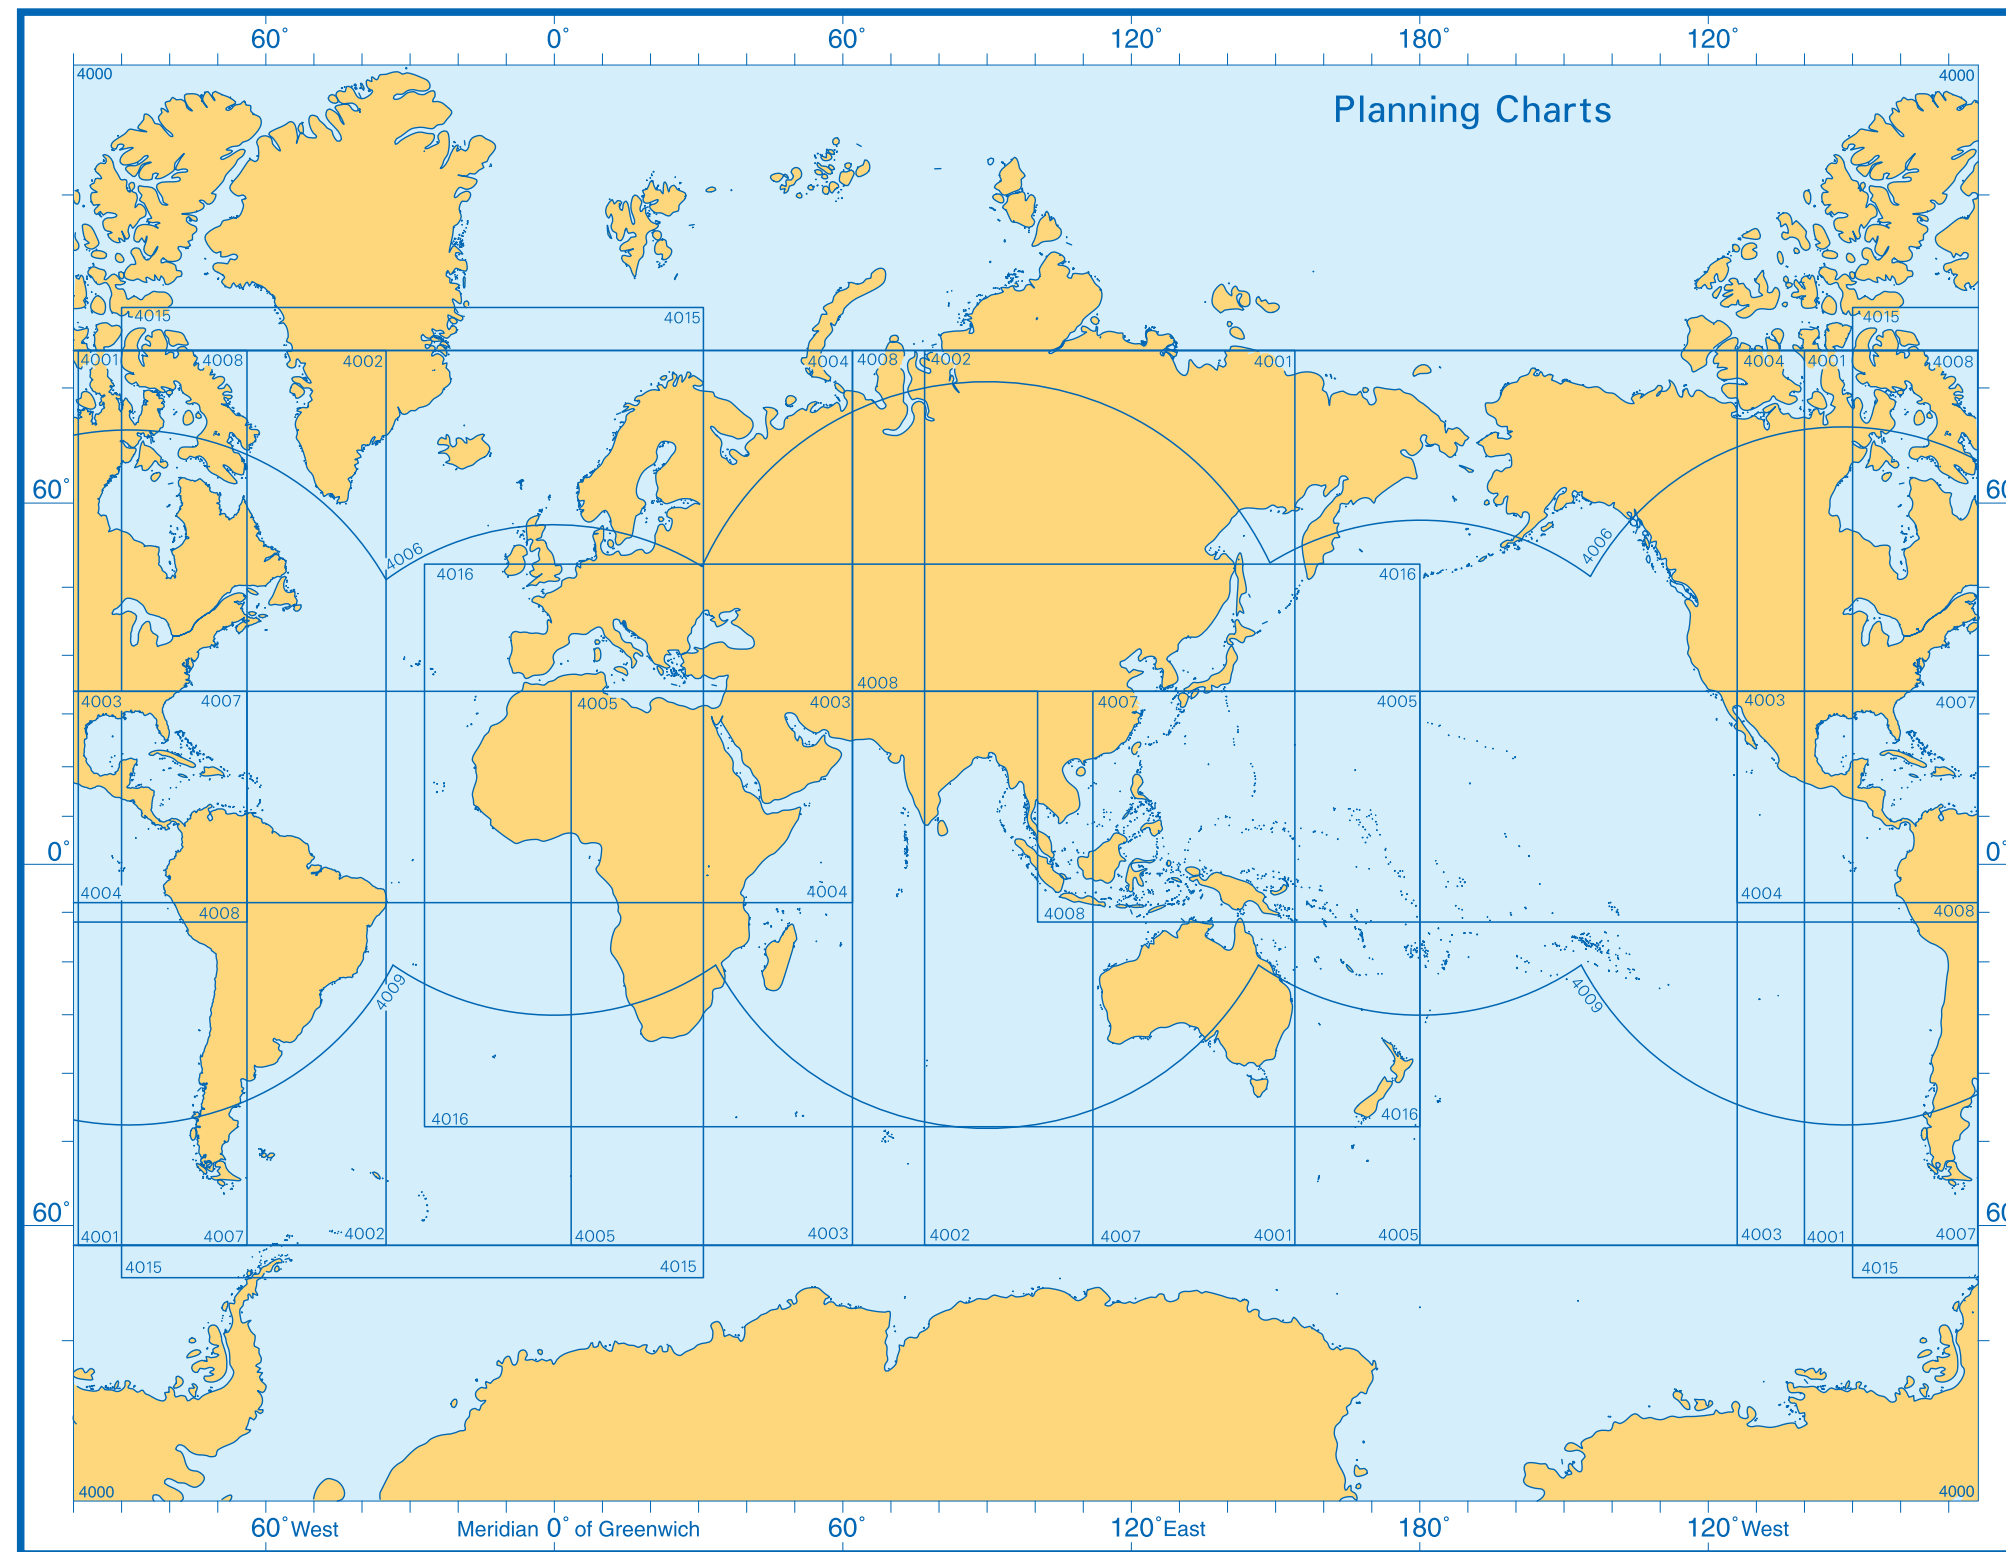 60° 0° 60° 120° 180° 120°
4000 4000
Planning Charts
4015 4015 4015
4001 4008 4002 4004 4008 4002 4001 4004 4001 4008
60° 60
4006 4006
4016 4016
4008
4003 4007 4005 4003 4007 4005 4003 4007
0° 0°
4004 4004 4004
4008 4008 4008
4009 4009
4016 4016
60° 60
4001 4007 4002 4005 4003 4002 4007 4001 4005 4003 4001 4007
4015 4015 4015
4000 4000
60° West Meridian 0° of Greenwich 60° 120° East 180° 120° West